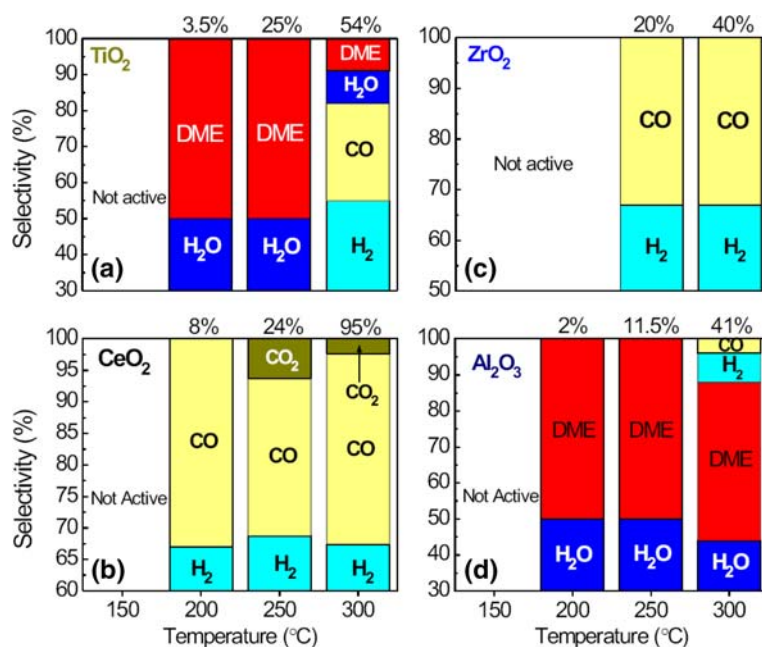 3.5% 25% 54%
100
90
80
70
60
50
40
30
Selectivity (%)
TiO2
Not active
DME
H2O
DME
H2O
DME
H2O
CO
H2
(a)
20% 40%
100
90
80
70
60
50
ZrO2
Not active
CO
H2
CO
H2
(c)
8% 24% 95%
100
95
90
85
80
75
70
65
60
Selectivity (%)
CeO2
Not Active
CO
H2
CO2
CO
H2
CO2
CO
H2
(b)
150 200 250 300
Temperature (°C)
2% 11.5% 41%
100
90
80
70
60
50
40
30
Al2O3
Not Active
DME
H2O
DME
H2O
CO
H2
DME
H2O
(d)
150 200 250 300
Temperature (°C)